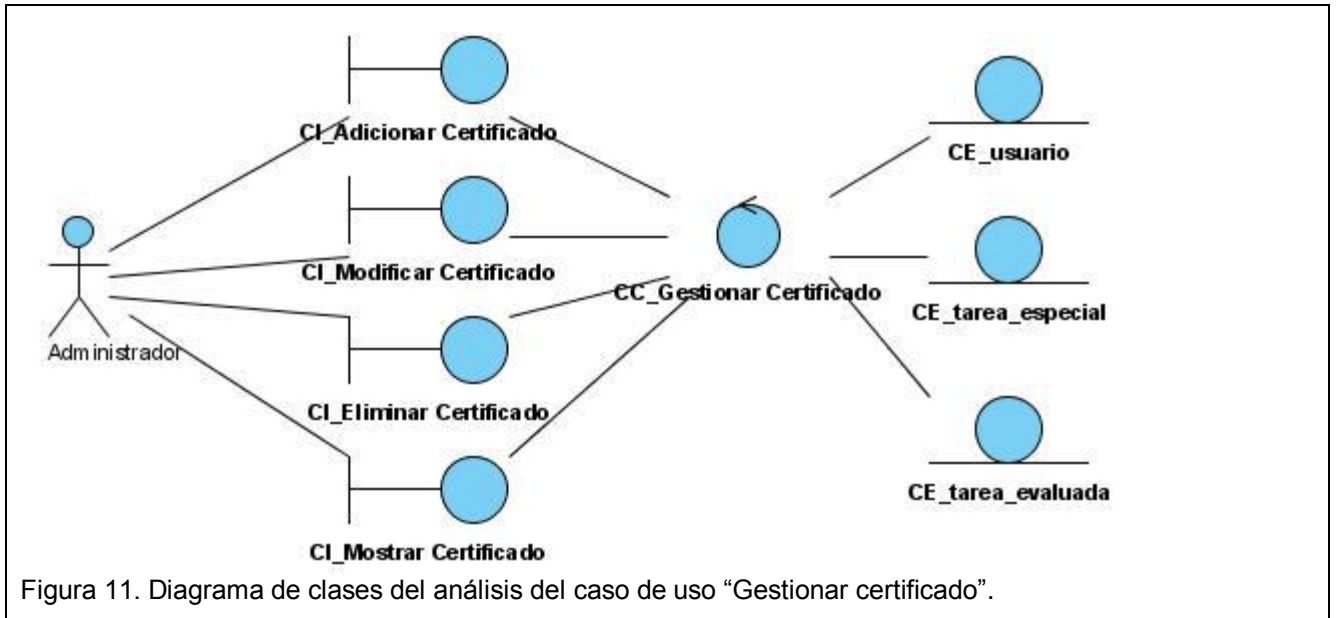 CI_Adicionar Certificado
CI_Modificar Certificado
CI_Eliminar Certificado
CI_Mostrar Certificado
Administrador
CC_Gestionar Certificado
CE_usuario
CE_tarea_especial
CE_tarea_evaluada
Figura 11. Diagrama de clases del análisis del caso de uso “Gestionar certificado”.